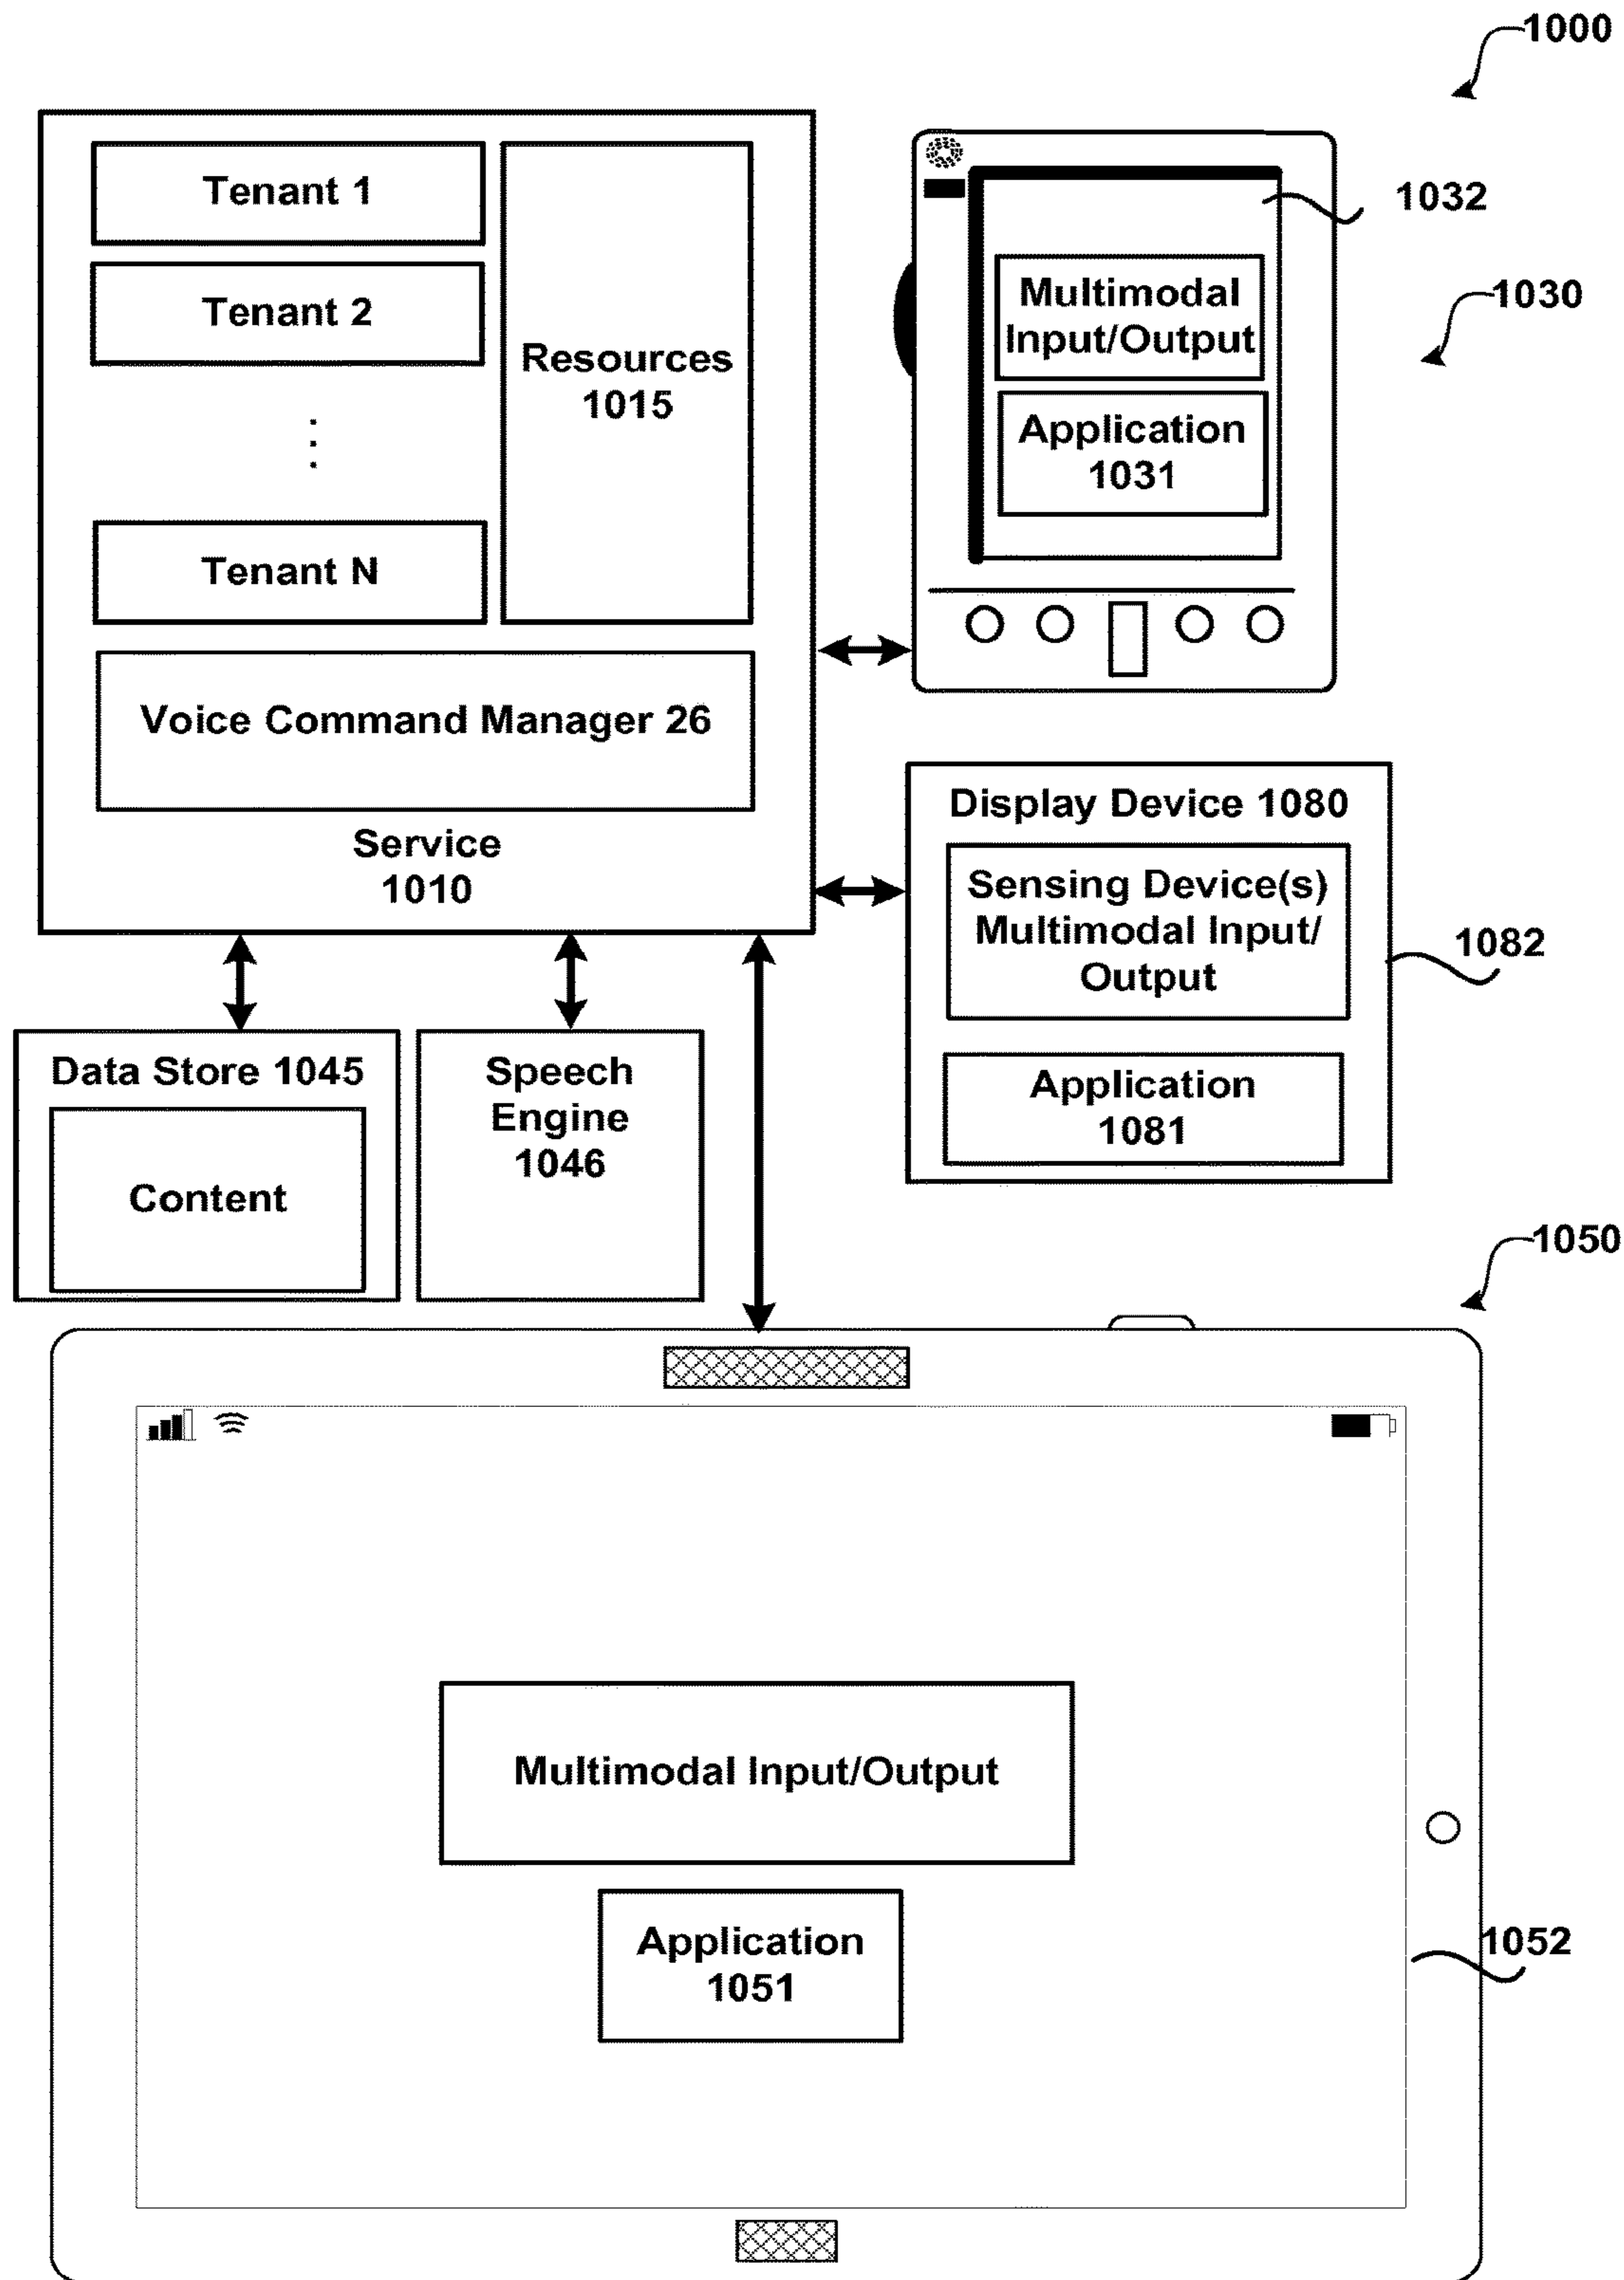 1000
Tenant 1
Tenant 2
Tenant N
Resources
1015
Voice Command Manager 26
Service
1010
1032
Multimodal
Input/Output
Application
1031
1030
Display Device 1080
Sensing Device(s)
Multimodal Input/
Output
1082
Application
1081
Data Store 1045
Content
Speech
Engine
1046
1050
Multimodal Input/Output
Application
1051
1052